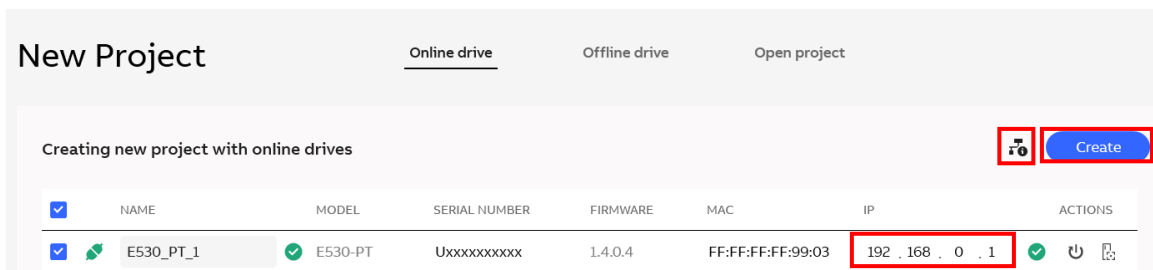 New Project Online drive Offline drive Open project
Creating new project with online drives Create
NAME MODEL SERIAL NUMBER FIRMWARE MAC IP ACTIONS
E530_PT_1 E530-PT Uxxxxxxxxxx 1.4.0.4 FF:FF:FF:FF:99:03 192 . 168 . 0 . 1